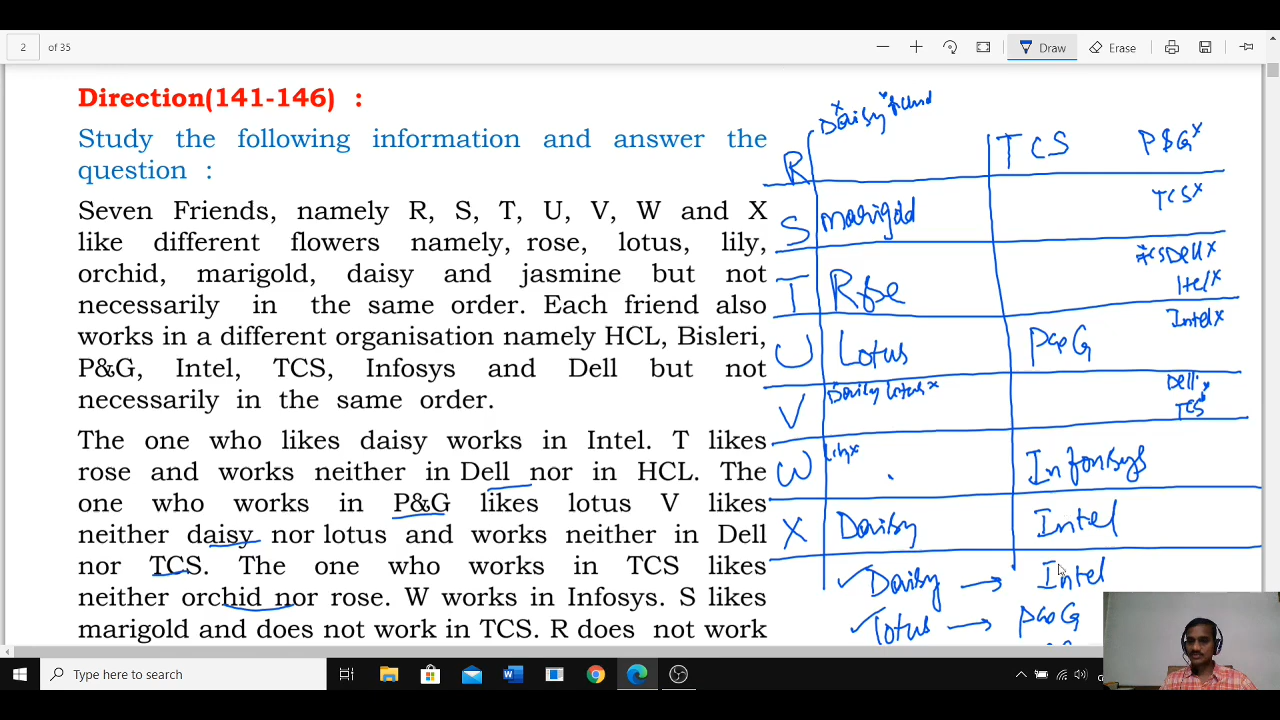 2 of 35
Draw
Erase
Direction(141-146) :
Study the following information and answer the
question :
Seven Friends, namely R, S, T, U, V, W and X
like different flowers namely, rose, lotus, lily,
orchid, marigold, daisy and jasmine but not
necessarily in the same order. Each friend also
works in a different organisation namely HCL, Bisleri,
P&G, Intel, TCS, Infosys and Dell but not
necessarily in the same order.
The one who likes daisy works in Intel. T likes
rose and works neither in Dell nor in HCL. The
one who works in P&G likes lotus V likes
neither daisy nor lotus and works neither in Dell
nor TCS. The one who works in TCS likes
neither orchid nor rose. W works in Infosys. S likes
marigold and does not work in TCS. R does not work
Daisy x
R TCS P&G x
S marigold TCS x
T Rose Dell x
U Lotus P&G Intel x
V Daisy Lotus x Dell TCS
W Lily x Infosys
X Daisy Intel
Daisy → Intel
Lotus → P&G
Type here to search